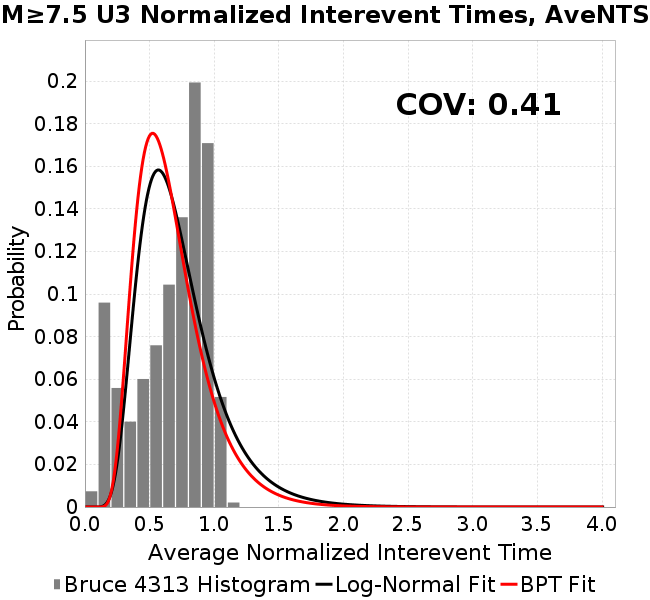 M≥7.5 U3 Normalized Interevent Times, AveNTS
COV: 0.41
0.2
0.18
0.16
0.14
0.12
0.1
0.08
0.06
0.04
0.02
0
Probability
0.0 0.5 1.0 1.5 2.0 2.5 3.0 3.5 4.0
Average Normalized Interevent Time
Bruce 4313 Histogram Log-Normal Fit BPT Fit